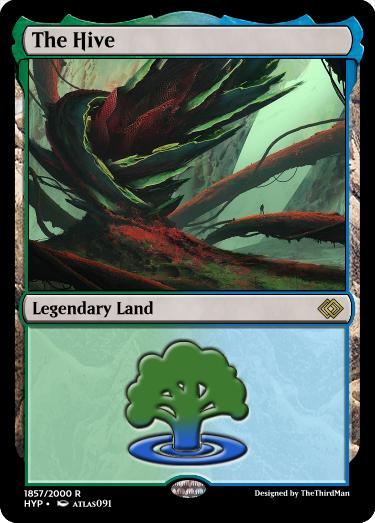 The Hive
Legendary Land
1857/2000 R
HYP • ATLAS091
Designed by TheThirdMan